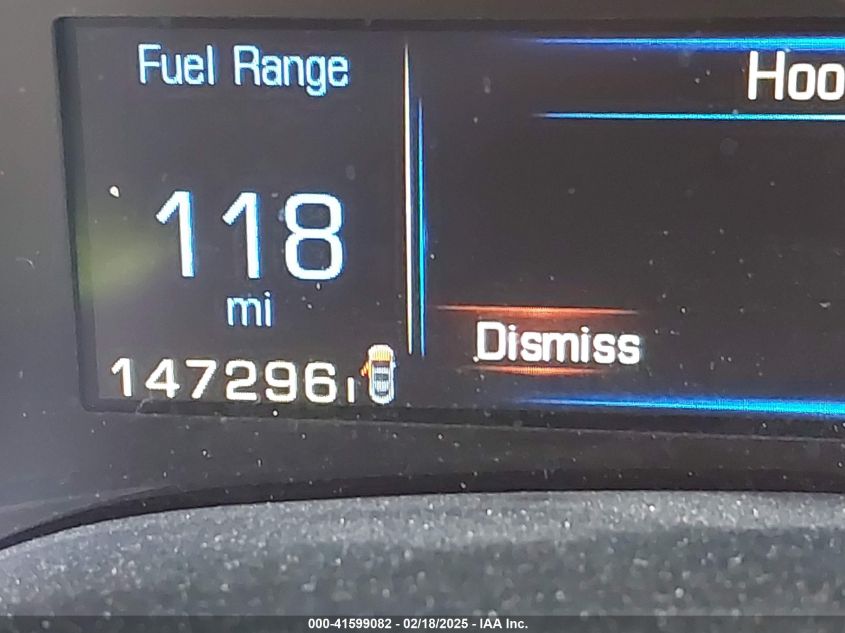 Fuel Range
118
mi
147296
Hoo
Dismiss
000-41599082 - 02/18/2025 - IAA Inc.